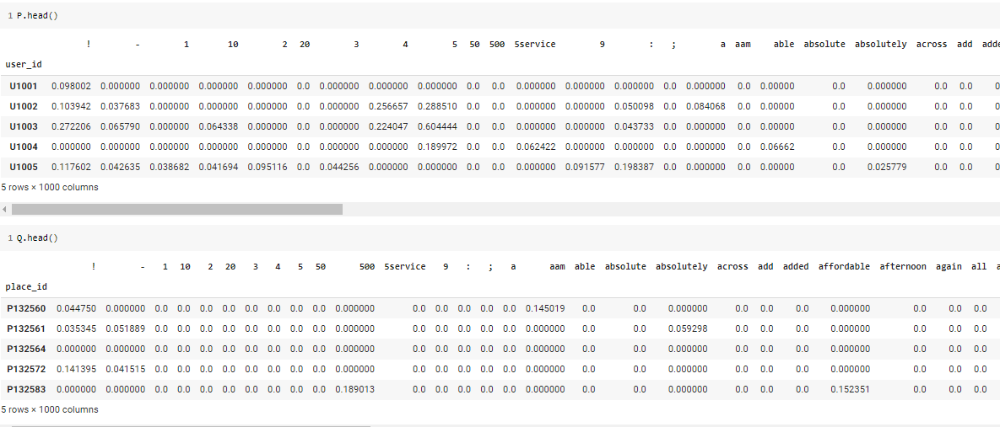 1 P.head()
! - 1 10 2 20 3 4 5 50 500 5service 9 : ; a aam able absolute absolutely across add adde
user_id
U1001 0.098002 0.000000 0.000000 0.000000 0.000000 0.0 0.000000 0.000000 0.000000 0.0 0.0 0.000000 0.000000 0.000000 0.0 0.000000 0.0 0.00000 0.0 0.000000 0.0 0.0 0
U1002 0.103942 0.037683 0.000000 0.000000 0.000000 0.0 0.000000 0.256657 0.288510 0.0 0.0 0.000000 0.000000 0.050098 0.0 0.084068 0.0 0.00000 0.0 0.000000 0.0 0.0 0
U1003 0.272206 0.065790 0.000000 0.064338 0.000000 0.0 0.000000 0.224047 0.604444 0.0 0.0 0.000000 0.000000 0.043733 0.0 0.000000 0.0 0.00000 0.0 0.000000 0.0 0.0 0
U1004 0.000000 0.000000 0.000000 0.000000 0.000000 0.0 0.000000 0.000000 0.189972 0.0 0.0 0.062422 0.000000 0.000000 0.0 0.000000 0.0 0.06662 0.0 0.000000 0.0 0.0 0
U1005 0.117602 0.042635 0.038682 0.041694 0.095116 0.0 0.044256 0.000000 0.000000 0.0 0.0 0.000000 0.091577 0.198387 0.0 0.000000 0.0 0.00000 0.0 0.025779 0.0 0.0 0
5 rows × 1000 columns
1 Q.head()
! - 1 10 2 20 3 4 5 50 500 5service 9 : ; a aam able absolute absolutely across add added affordable afternoon again all a
place_id
P132560 0.044750 0.000000 0.0 0.0 0.0 0.0 0.0 0.0 0.0 0.0 0.000000 0.0 0.0 0.0 0.0 0.0 0.145019 0.0 0.0 0.000000 0.0 0.0 0.0 0.000000 0.0 0.0 0.0
P132561 0.035345 0.051889 0.0 0.0 0.0 0.0 0.0 0.0 0.0 0.0 0.000000 0.0 0.0 0.0 0.0 0.0 0.000000 0.0 0.0 0.059298 0.0 0.0 0.0 0.000000 0.0 0.0 0.0
P132564 0.000000 0.000000 0.0 0.0 0.0 0.0 0.0 0.0 0.0 0.0 0.000000 0.0 0.0 0.0 0.0 0.0 0.000000 0.0 0.0 0.000000 0.0 0.0 0.0 0.000000 0.0 0.0 0.0
P132572 0.141395 0.041515 0.0 0.0 0.0 0.0 0.0 0.0 0.0 0.0 0.000000 0.0 0.0 0.0 0.0 0.0 0.000000 0.0 0.0 0.000000 0.0 0.0 0.0 0.000000 0.0 0.0 0.0
P132583 0.000000 0.000000 0.0 0.0 0.0 0.0 0.0 0.0 0.0 0.0 0.189013 0.0 0.0 0.0 0.0 0.0 0.000000 0.0 0.0 0.000000 0.0 0.0 0.0 0.152351 0.0 0.0 0.0
5 rows × 1000 columns